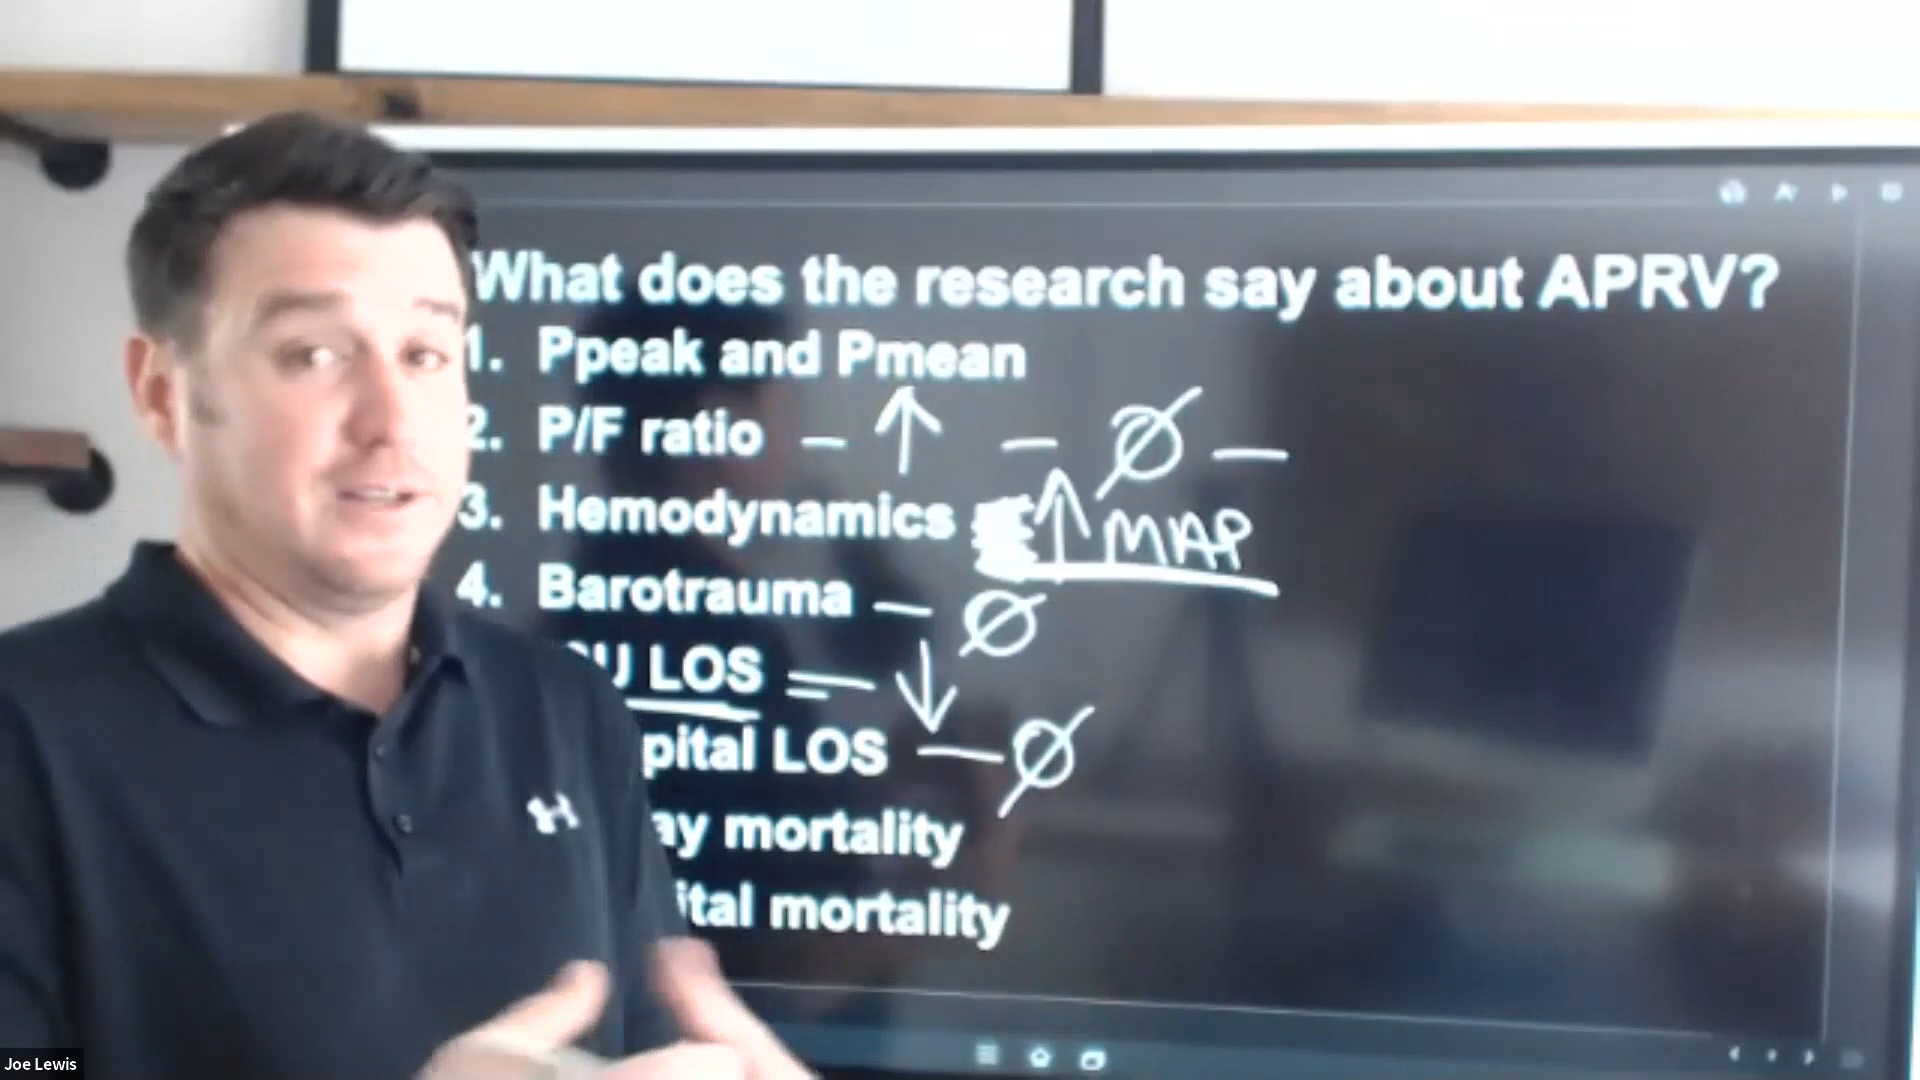 What does the research say about APRV?
1. Ppeak and Pmean
2. P/F ratio – ↑ – Ø –
3. Hemodynamics ↑ MAP
4. Barotrauma – Ø
U LOS = ↓
pital LOS – Ø
ay mortality
ital mortality
Joe Lewis